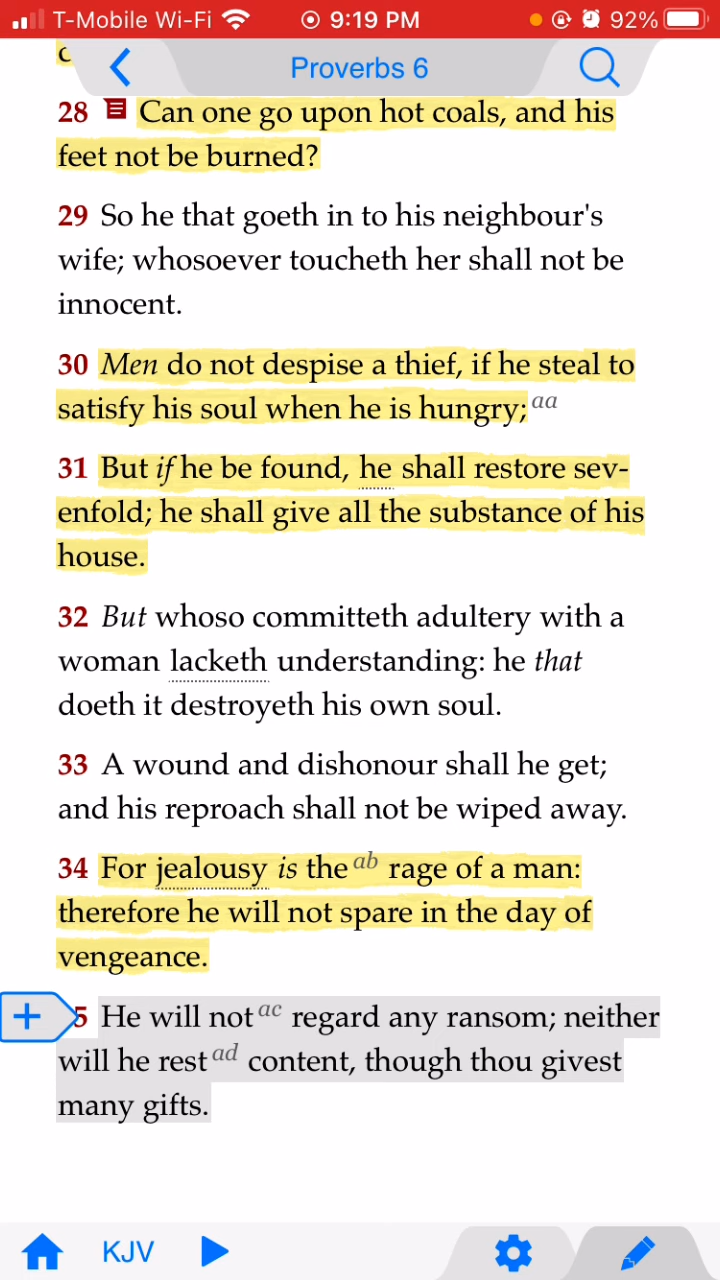 T-Mobile Wi-Fi 9:19 PM 92%
Proverbs 6
28 Can one go upon hot coals, and his
feet not be burned?
29 So he that goeth in to his neighbour's
wife; whosoever toucheth her shall not be
innocent.
30 Men do not despise a thief, if he steal to
satisfy his soul when he is hungry; aa
31 But if he be found, he shall restore sev-
enfold; he shall give all the substance of his
house.
32 But whoso committeth adultery with a
woman lacketh understanding: he that
doeth it destroyeth his own soul.
33 A wound and dishonour shall he get;
and his reproach shall not be wiped away.
34 For jealousy is the ab rage of a man:
therefore he will not spare in the day of
vengeance.
5 He will not ac regard any ransom; neither
will he rest ad content, though thou givest
many gifts.
KJV